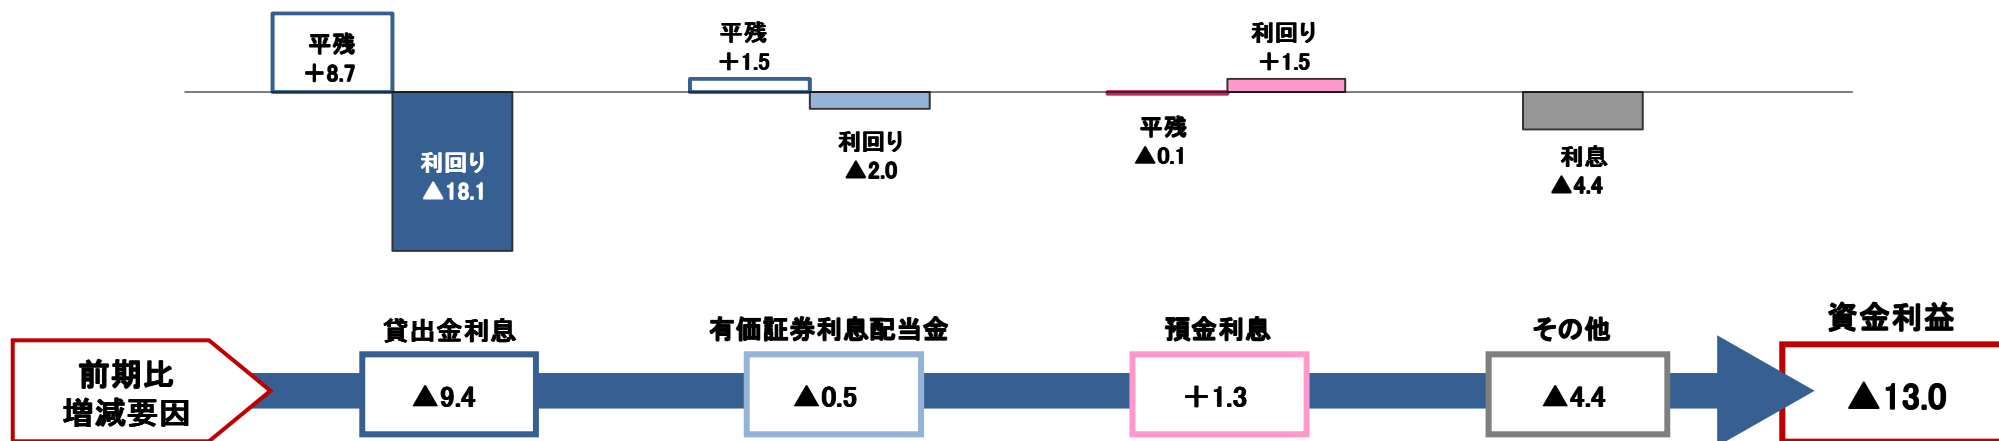 平残
＋8.7
利回り
▲18.1
平残
＋1.5
利回り
▲2.0
平残
▲0.1
利回り
＋1.5
利息
▲4.4
前期比
増減要因
貸出金利息
▲9.4
有価証券利息配当金
▲0.5
預金利息
＋1.3
その他
▲4.4
資金利益
▲13.0